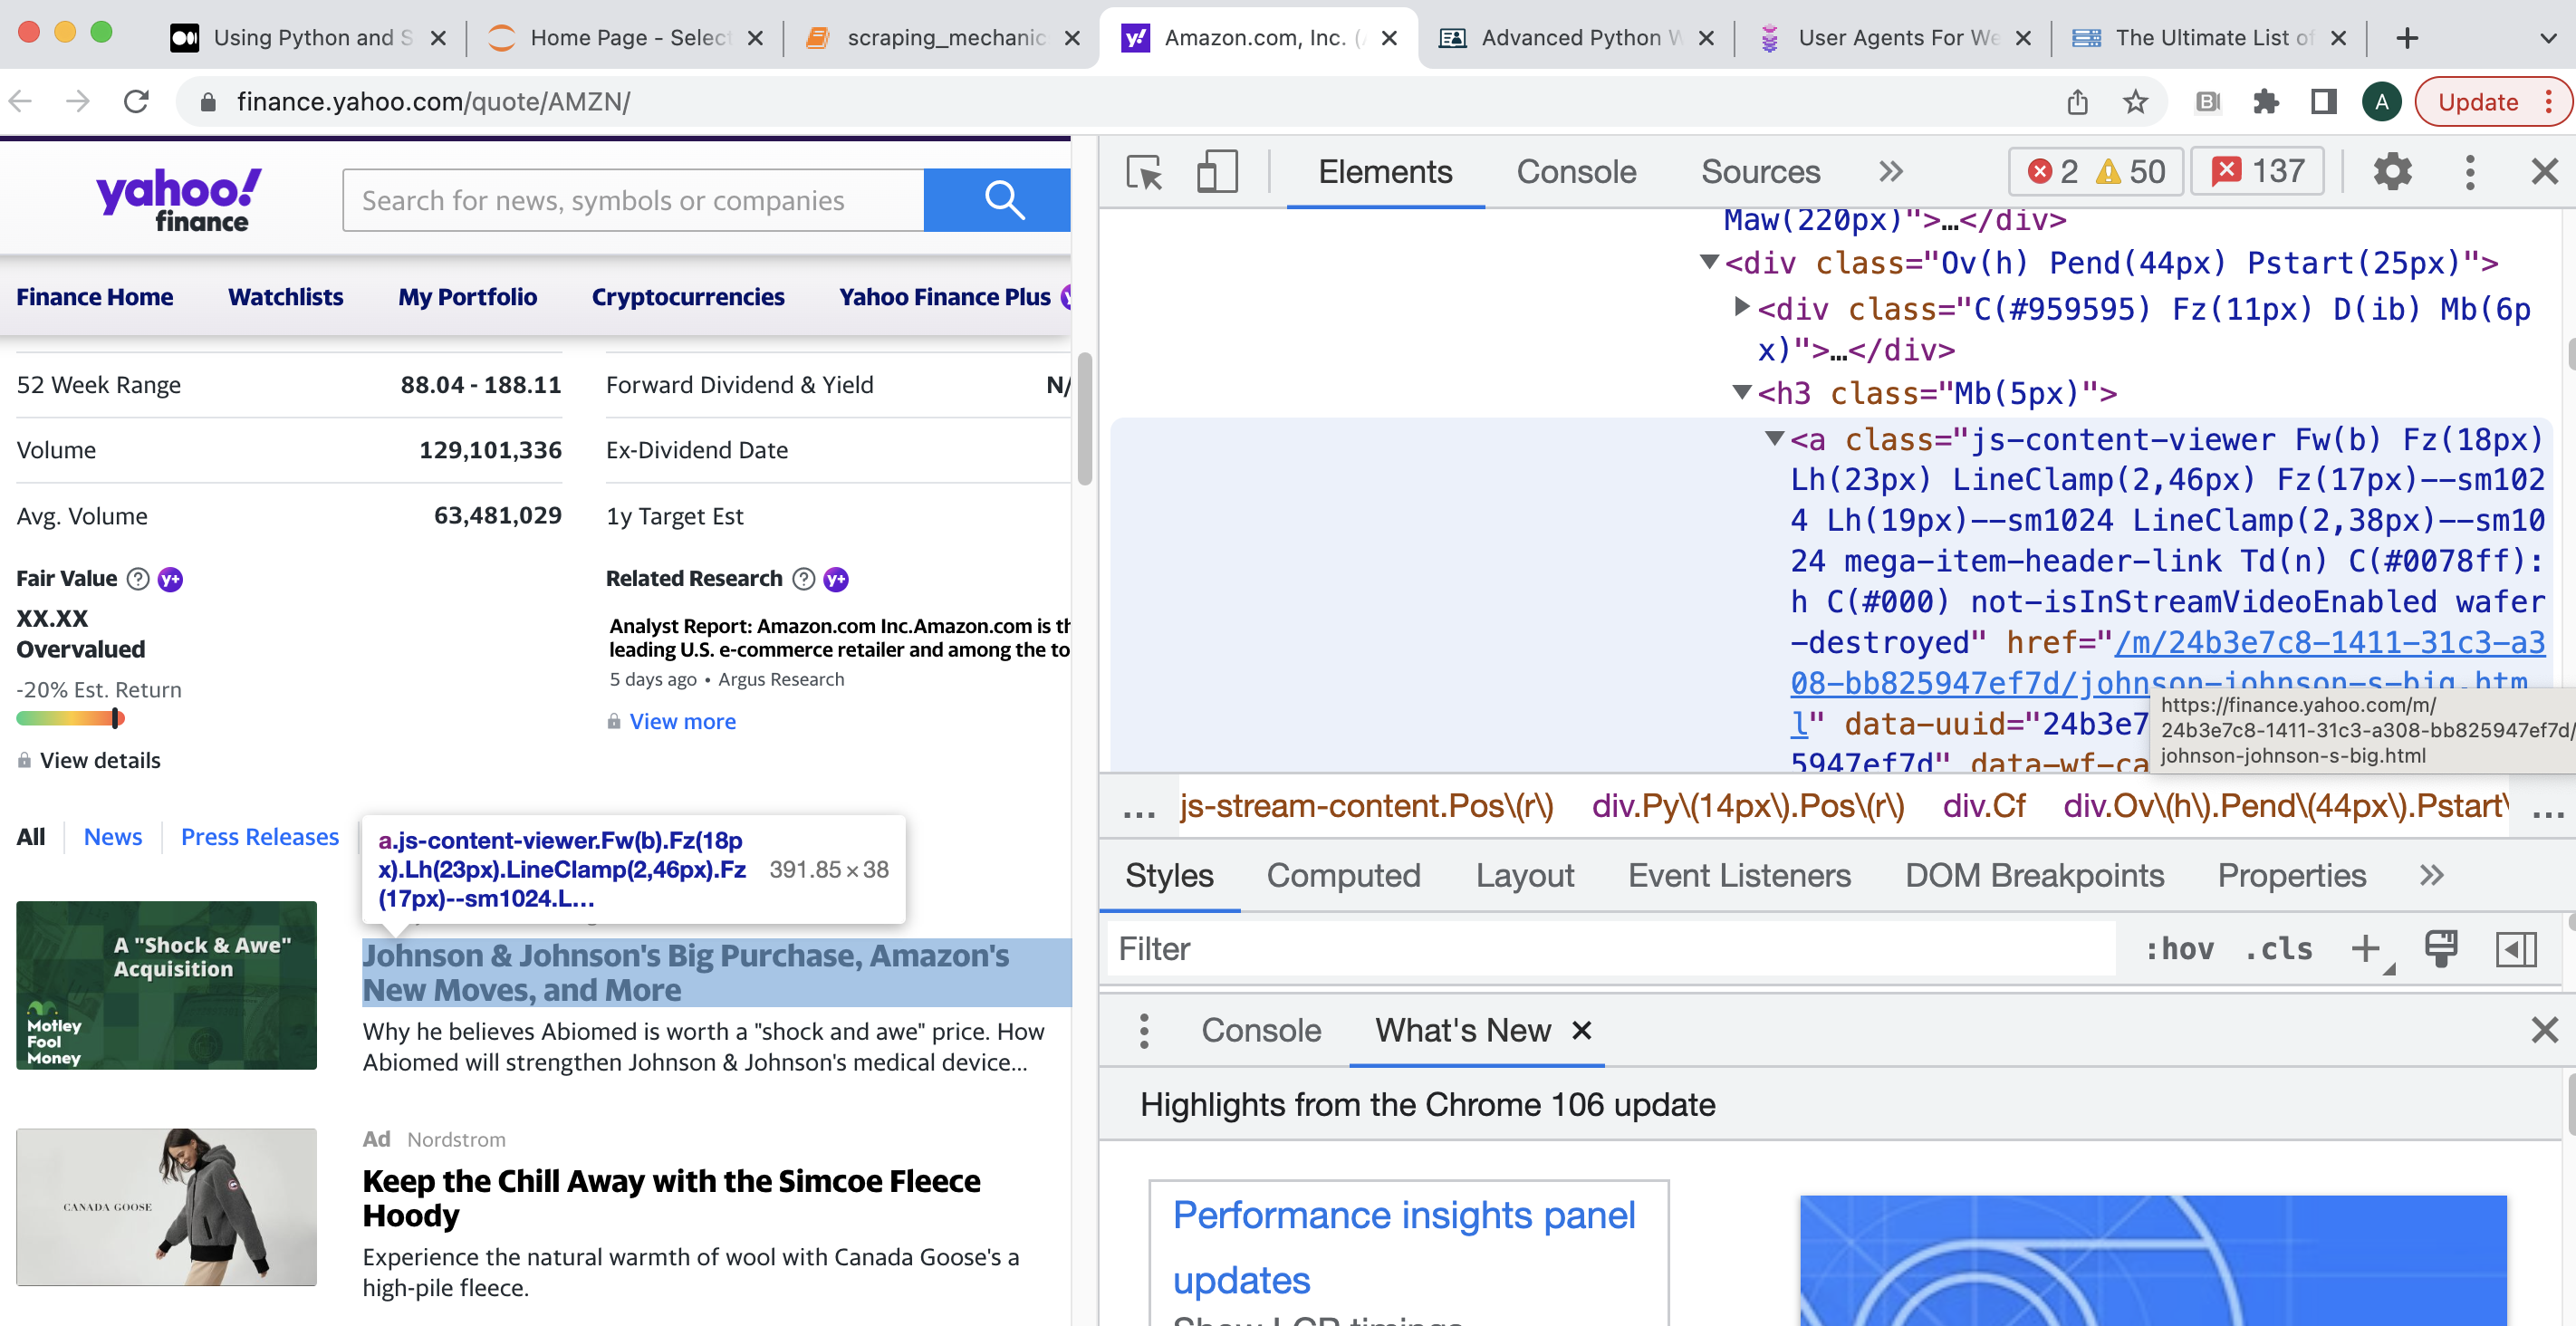 Using Python and S
Home Page - Select
scraping_mechanic
Amazon.com, Inc. (
Advanced Python W
User Agents For We
The Ultimate List of
finance.yahoo.com/quote/AMZN/
A
Update
yahoo!
finance
Search for news, symbols or companies
Finance Home
Watchlists
My Portfolio
Cryptocurrencies
Yahoo Finance Plus
52 Week Range 88.04 - 188.11
Forward Dividend & Yield N/
Volume 129,101,336
Ex-Dividend Date
Avg. Volume 63,481,029
1y Target Est
Fair Value ? y+
XX.XX
Overvalued
-20% Est. Return
View details
Related Research ? y+
Analyst Report: Amazon.com Inc.Amazon.com is th
leading U.S. e-commerce retailer and among the to
5 days ago • Argus Research
View more
All
News
Press Releases
a.js-content-viewer.Fw(b).Fz(18p
x).Lh(23px).LineClamp(2,46px).Fz
(17px)--sm1024.L...
391.85 × 38
A "Shock & Awe"
Acquisition
Motley
Fool
Money
Johnson & Johnson's Big Purchase, Amazon's
New Moves, and More
Why he believes Abiomed is worth a "shock and awe" price. How
Abiomed will strengthen Johnson & Johnson's medical device...
CANADA GOOSE
Ad Nordstrom
Keep the Chill Away with the Simcoe Fleece
Hoody
Experience the natural warmth of wool with Canada Goose's a
high-pile fleece.
Elements
Console
Sources
2
50
137
Maw(220px)">…</div>
<div class="Ov(h) Pend(44px) Pstart(25px)">
<div class="C(#959595) Fz(11px) D(ib) Mb(6p
x)">…</div>
<h3 class="Mb(5px)">
<a class="js-content-viewer Fw(b) Fz(18px)
Lh(23px) LineClamp(2,46px) Fz(17px)--sm102
4 Lh(19px)--sm1024 LineClamp(2,38px)--sm10
24 mega-item-header-link Td(n) C(#0078ff):
h C(#000) not-isInStreamVideoEnabled wafer
-destroyed" href="/m/24b3e7c8-1411-31c3-a3
08-bb825947ef7d/johnson-johnson-s-big.htm
l" data-uuid="24b3e7
5947ef7d" data-wf-ca
https://finance.yahoo.com/m/
24b3e7c8-1411-31c3-a308-bb825947ef7d/
johnson-johnson-s-big.html
... js-stream-content.Pos\(r\) div.Py\(14px\).Pos\(r\) div.Cf div.Ov\(h\).Pend\(44px\).Pstart\ ...
Styles
Computed
Layout
Event Listeners
DOM Breakpoints
Properties
Filter
:hov
.cls
Console
What's New
Highlights from the Chrome 106 update
Performance insights panel
updates
Show LCP timings